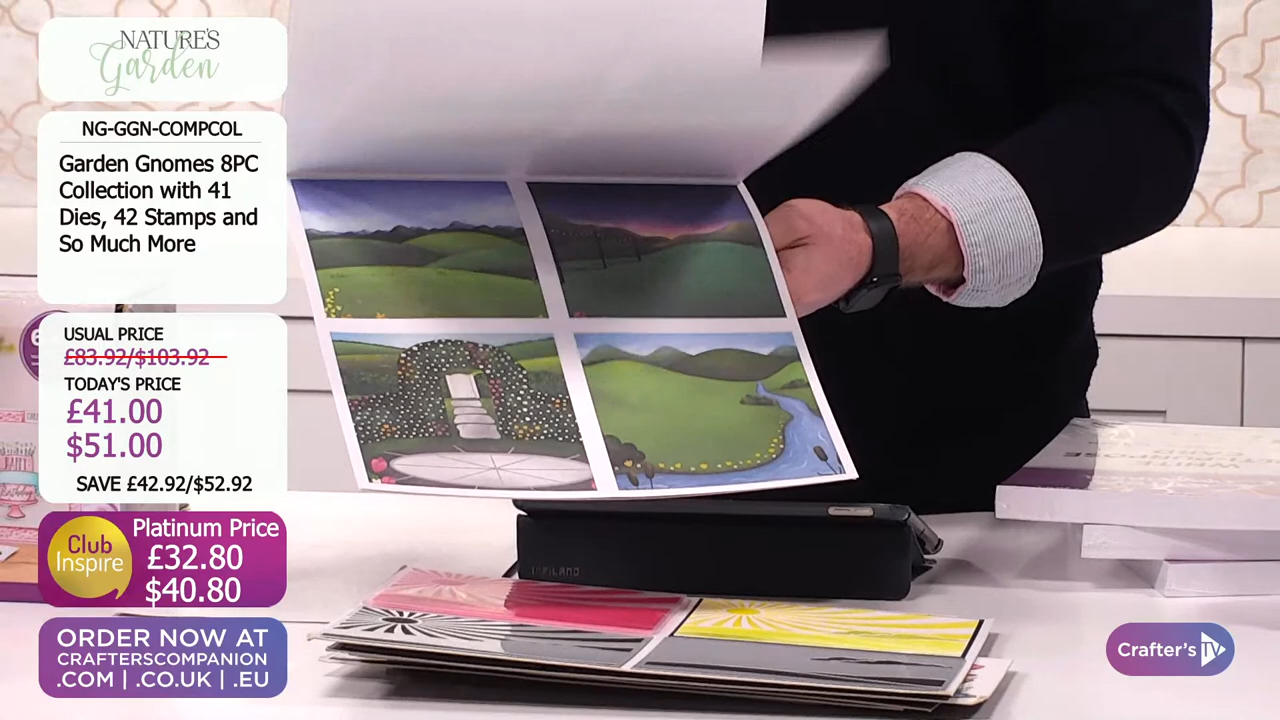 NATURE'S
Garden
NG-GGN-COMPCOL
Garden Gnomes 8PC
Collection with 41
Dies, 42 Stamps and
So Much More
USUAL PRICE
£83.92/$103.92
TODAY'S PRICE
£41.00
$51.00
SAVE £42.92/$52.92
Club
Inspire
Platinum Price
£32.80
$40.80
ORDER NOW AT
CRAFTERSCOMPANION
.COM | .CO.UK | .EU
Crafter's TV